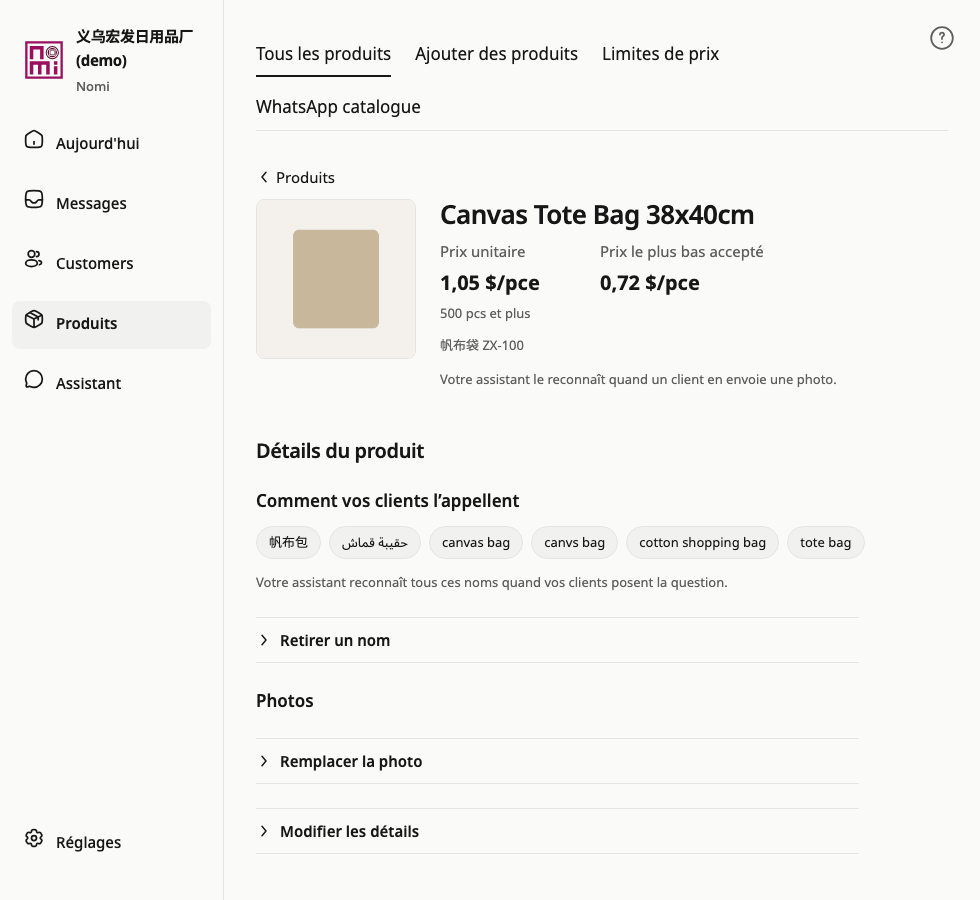 义乌宏发日用品厂
(demo)
Nomi
Aujourd'hui
Messages
Customers
Produits
Assistant
Réglages
Tous les produits
Ajouter des produits
Limites de prix
WhatsApp catalogue
Produits
Canvas Tote Bag 38x40cm
Prix unitaire
Prix le plus bas accepté
1,05 $/pce
0,72 $/pce
500 pcs et plus
帆布袋 ZX-100
Votre assistant le reconnaît quand un client en envoie une photo.
Détails du produit
Comment vos clients l’appellent
帆布包
حقيبة قماش
canvas bag
canvs bag
cotton shopping bag
tote bag
Votre assistant reconnaît tous ces noms quand vos clients posent la question.
Retirer un nom
Photos
Remplacer la photo
Modifier les détails